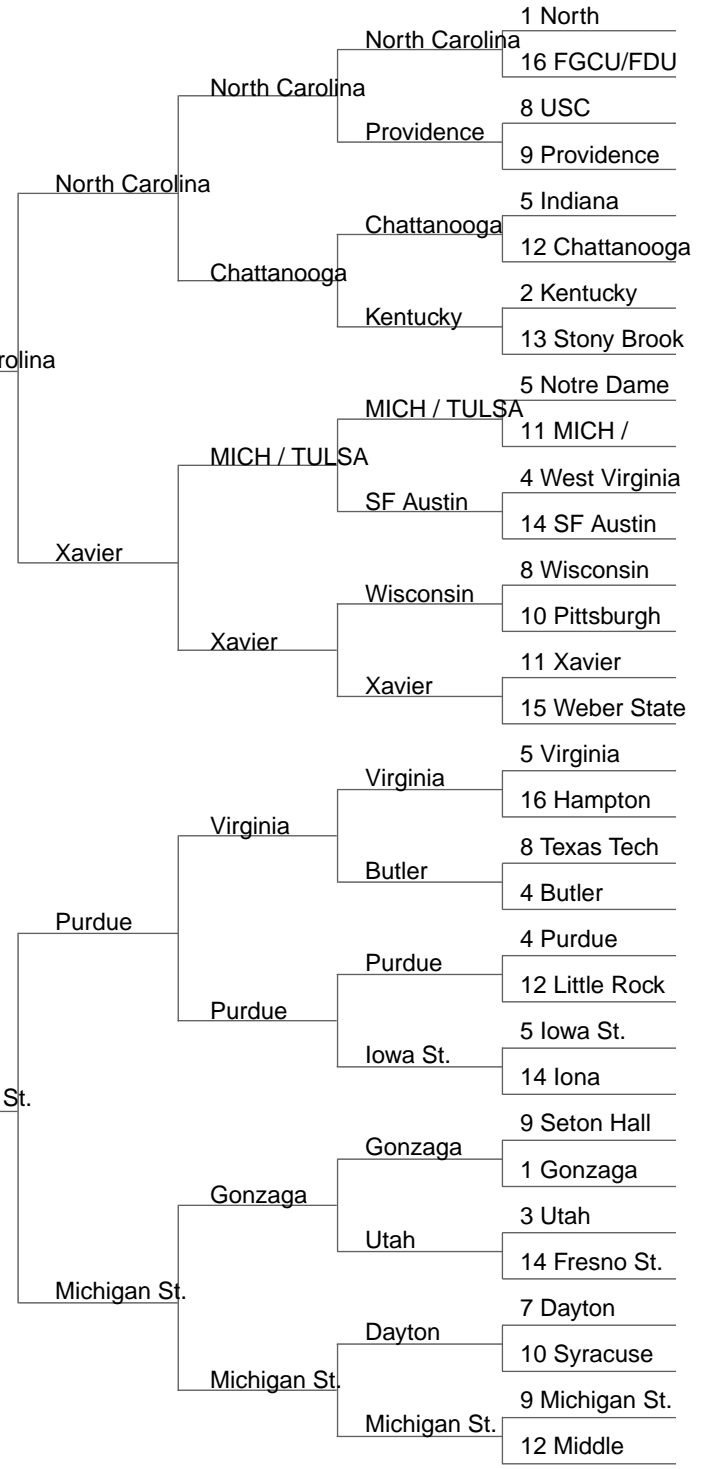 1 North
North Carolina
16 FGCU/FDU
North Carolina
8 USC
Providence
9 Providence
North Carolina
5 Indiana
Chattanooga
12 Chattanooga
Chattanooga
2 Kentucky
Kentucky
13 Stony Brook
rolina
5 Notre Dame
MICH / TULSA
11 MICH /
MICH / TULSA
4 West Virginia
SF Austin
14 SF Austin
Xavier
8 Wisconsin
Wisconsin
10 Pittsburgh
Xavier
11 Xavier
Xavier
15 Weber State
5 Virginia
Virginia
16 Hampton
Virginia
8 Texas Tech
Butler
4 Butler
Purdue
4 Purdue
Purdue
12 Little Rock
Purdue
5 Iowa St.
Iowa St.
14 Iona
St.
9 Seton Hall
Gonzaga
1 Gonzaga
Gonzaga
3 Utah
Utah
14 Fresno St.
Michigan St.
7 Dayton
Dayton
10 Syracuse
Michigan St.
9 Michigan St.
Michigan St.
12 Middle